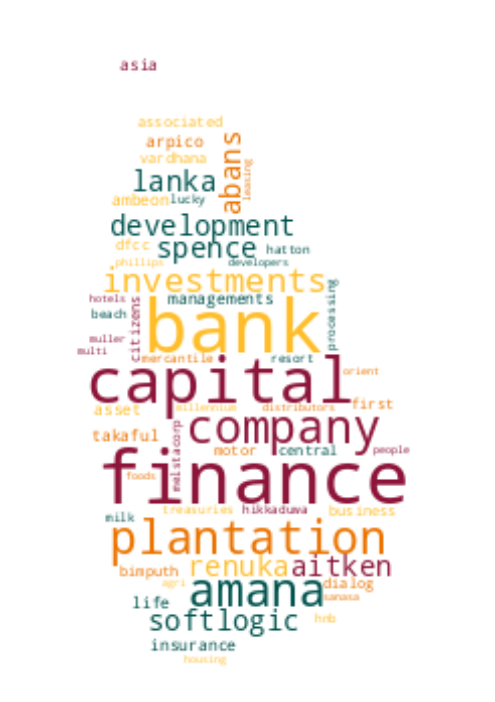 asia
associated
arpico
abans
vardhana
leasing
lanka
ambeon lucky
development
dfcc spence hatton
phillips developers
investments
hotels managements
processing
beach citizens bank
muller
multi mercantile resort
capital orient
asset millennium distributors first
takaful melstacorp company
motor central people
foods finance
treasuries hikkaduwa business
milk plantation
bimputh renuka aitken
agri amana dialog
life sanasa
softlogic hnb
insurance
housing